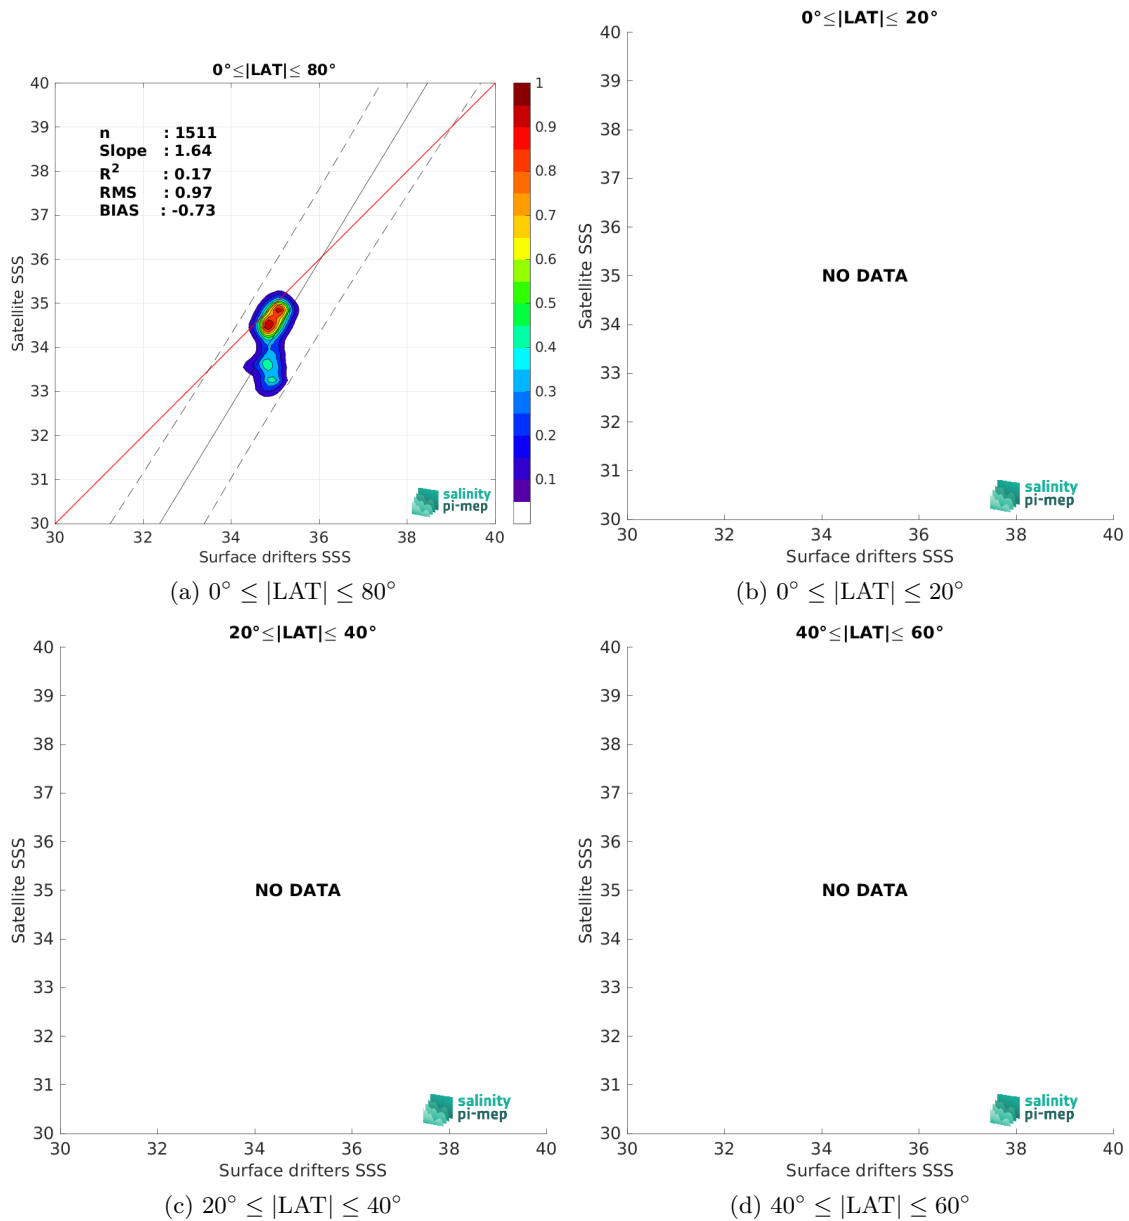 0°≤|LAT|≤ 80°
n : 1511
Slope : 1.64
R² : 0.17
RMS : 0.97
BIAS : -0.73
40
39
38
37
36
35
34
33
32
31
30
30 32 34 36 38 40
Satellite SSS
Surface drifters SSS
1
0.9
0.8
0.7
0.6
0.5
0.4
0.3
0.2
0.1
salinity
pi-mep
(a) 0° ≤ |LAT| ≤ 80°
0°≤|LAT|≤ 20°
40
39
38
37
36
35
34
33
32
31
30
30 32 34 36 38 40
Satellite SSS
NO DATA
Surface drifters SSS
salinity
pi-mep
(b) 0° ≤ |LAT| ≤ 20°
20°≤|LAT|≤ 40°
40
39
38
37
36
35
34
33
32
31
30
30 32 34 36 38 40
Satellite SSS
NO DATA
Surface drifters SSS
salinity
pi-mep
(c) 20° ≤ |LAT| ≤ 40°
40°≤|LAT|≤ 60°
40
39
38
37
36
35
34
33
32
31
30
30 32 34 36 38 40
Satellite SSS
NO DATA
Surface drifters SSS
salinity
pi-mep
(d) 40° ≤ |LAT| ≤ 60°